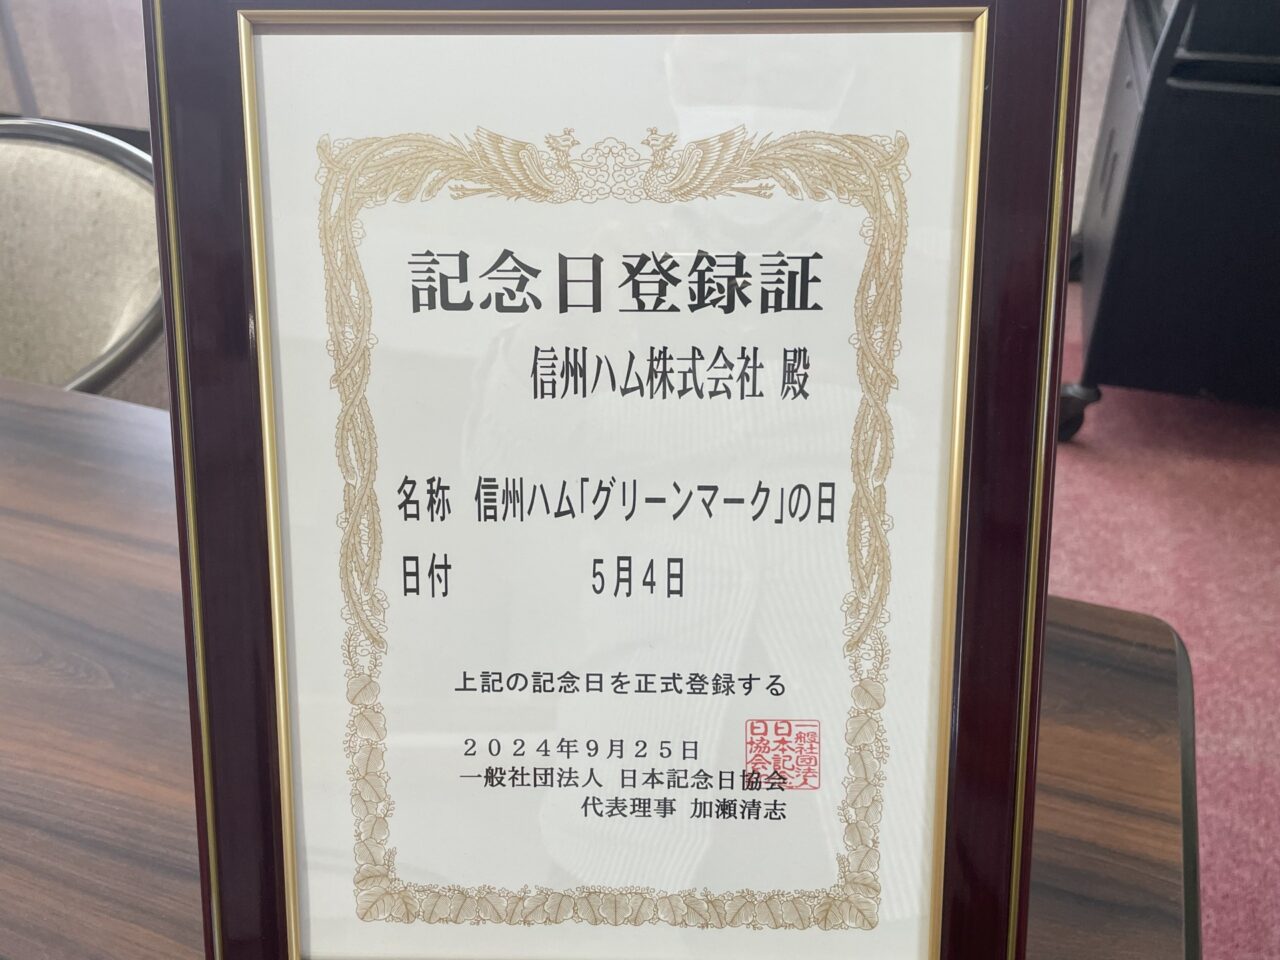 記念日登録証
信州ハム株式会社 殿
名称 信州ハム「グリーンマーク」の日
日付 5月4日
上記の記念日を正式登録する
2024年9月25日
一般社団法人 日本記念日協会
代表理事 加瀬清志
一般社団法人
日本記念
日協会